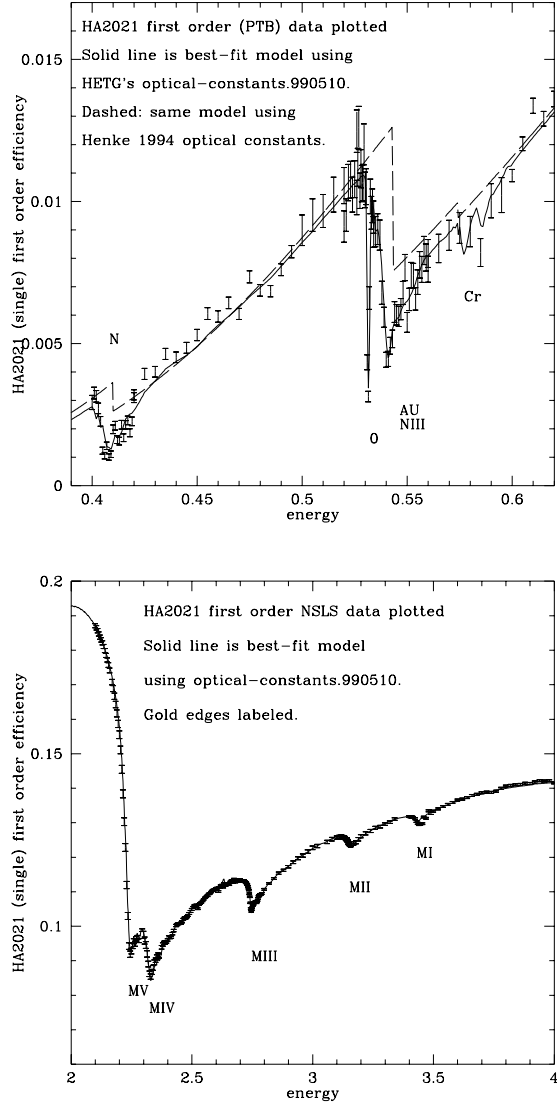 HA2021 first order (PTB) data plotted
Solid line is best-fit model using
HETG's optical-constants.990510.
Dashed: same model using
Henke 1994 optical constants.
HA2021 (single) first order efficiency
0.015
0.01
0.005
0
N
Cr
AU
NIII
O
0.4 0.45 0.5 0.55 0.6
energy
HA2021 first order NSLS data plotted
Solid line is best-fit model
using optical-constants.990510.
Gold edges labeled.
HA2021 (single) first order efficiency
0.2
0.15
0.1
MI
MII
MIII
MV
MIV
2 2.5 3 3.5 4
energy